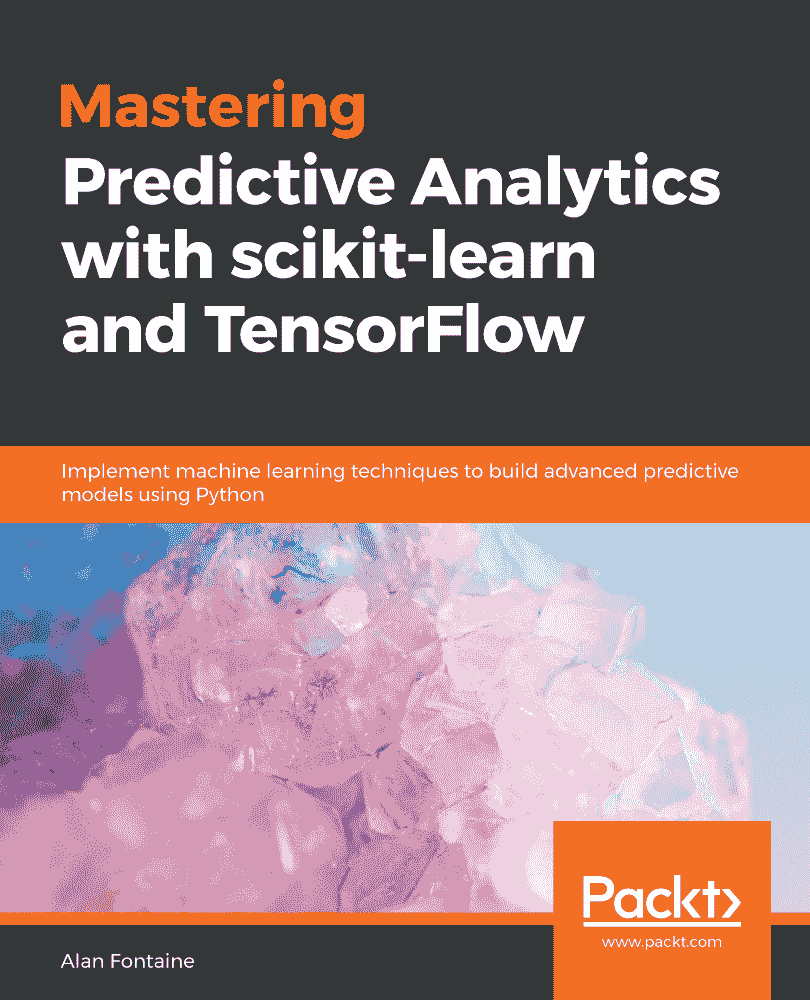 Mastering
Predictive Analytics
with scikit-learn
and TensorFlow
Implement machine learning techniques to build advanced predictive
models using Python
Packt>
www.packt.com
Alan Fontaine